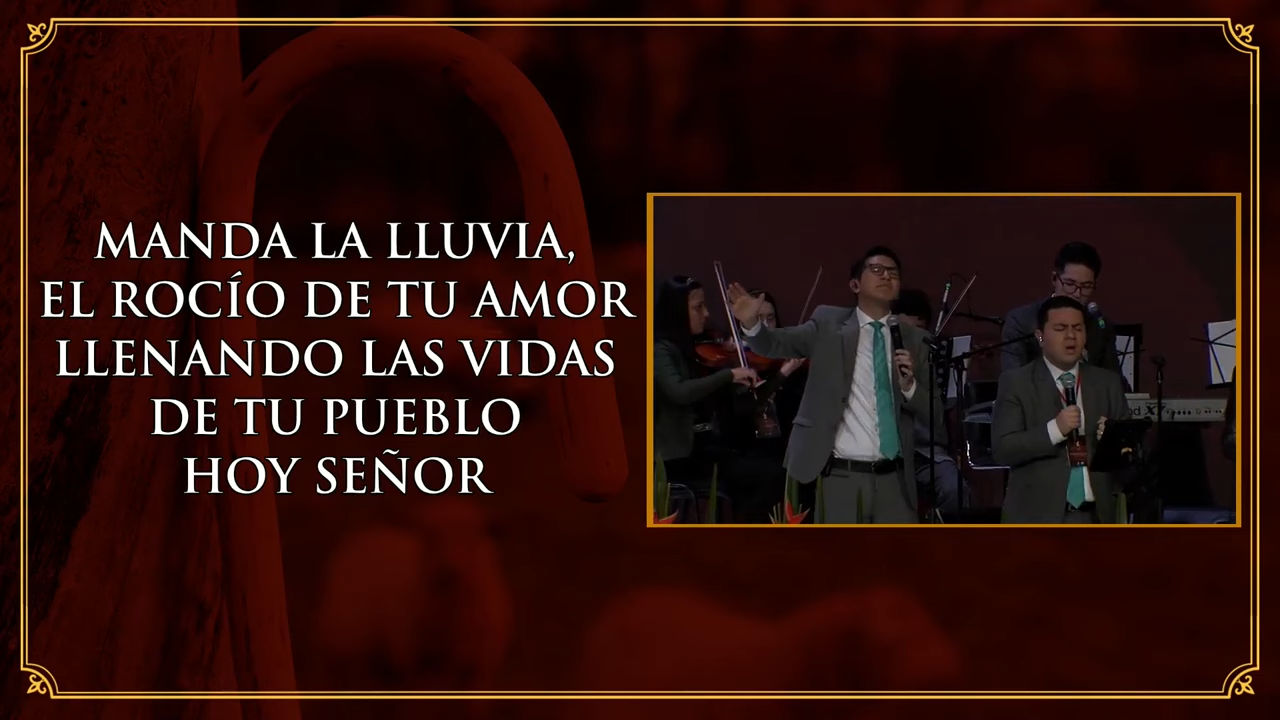 MANDA LA LLUVIA,
EL ROCÍO DE TU AMOR
LLENANDO LAS VIDAS
DE TU PUEBLO
HOY SEÑOR